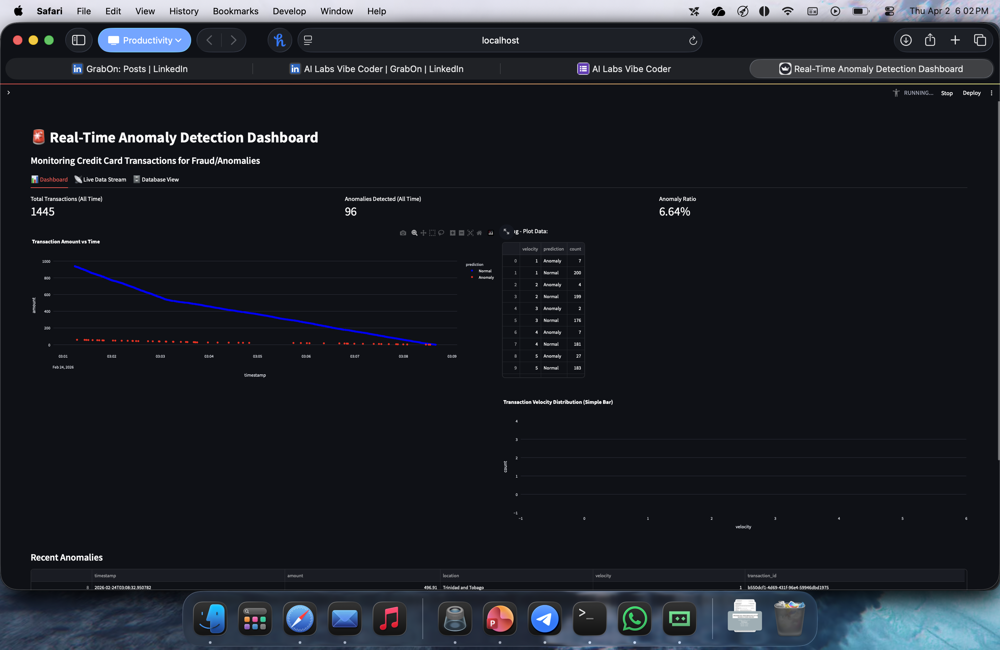 Safari File Edit View History Bookmarks Develop Window Help Thu Apr 2 6 02 PM
Productivity localhost
GrabOn: Posts | LinkedIn AI Labs Vibe Coder | GrabOn | LinkedIn AI Labs Vibe Coder Real-Time Anomaly Detection Dashboard
RUNNING... Stop Deploy
Real-Time Anomaly Detection Dashboard
Monitoring Credit Card Transactions for Fraud/Anomalies
Dashboard Live Data Stream Database View
Total Transactions (All Time) Anomalies Detected (All Time) Anomaly Ratio
1445 96 6.64%
Transaction Amount vs Time
prediction
Normal
Anomaly
amount
1000
800
600
400
200
0
03:01 03:02 03:03 03:04 03:05 03:06 03:07 03:08 03:09
Feb 24, 2026
timestamp
ug - Plot Data:
velocity prediction count
0 1 Anomaly 7
1 1 Normal 200
2 2 Anomaly 4
3 2 Normal 199
4 3 Anomaly 2
5 3 Normal 176
6 4 Anomaly 7
7 4 Normal 181
8 5 Anomaly 27
9 5 Normal 183
Transaction Velocity Distribution (Simple Bar)
count
4
3
2
1
0
−1
−1 0 1 2 3 4 5 6
velocity
Recent Anomalies
timestamp amount location velocity transaction_id
8 2026-02-24T03:08:32.950782 496.91 Trinidad and Tobago 1 b550dcf1-4d69-431f-96e4-59946dbd1975
P